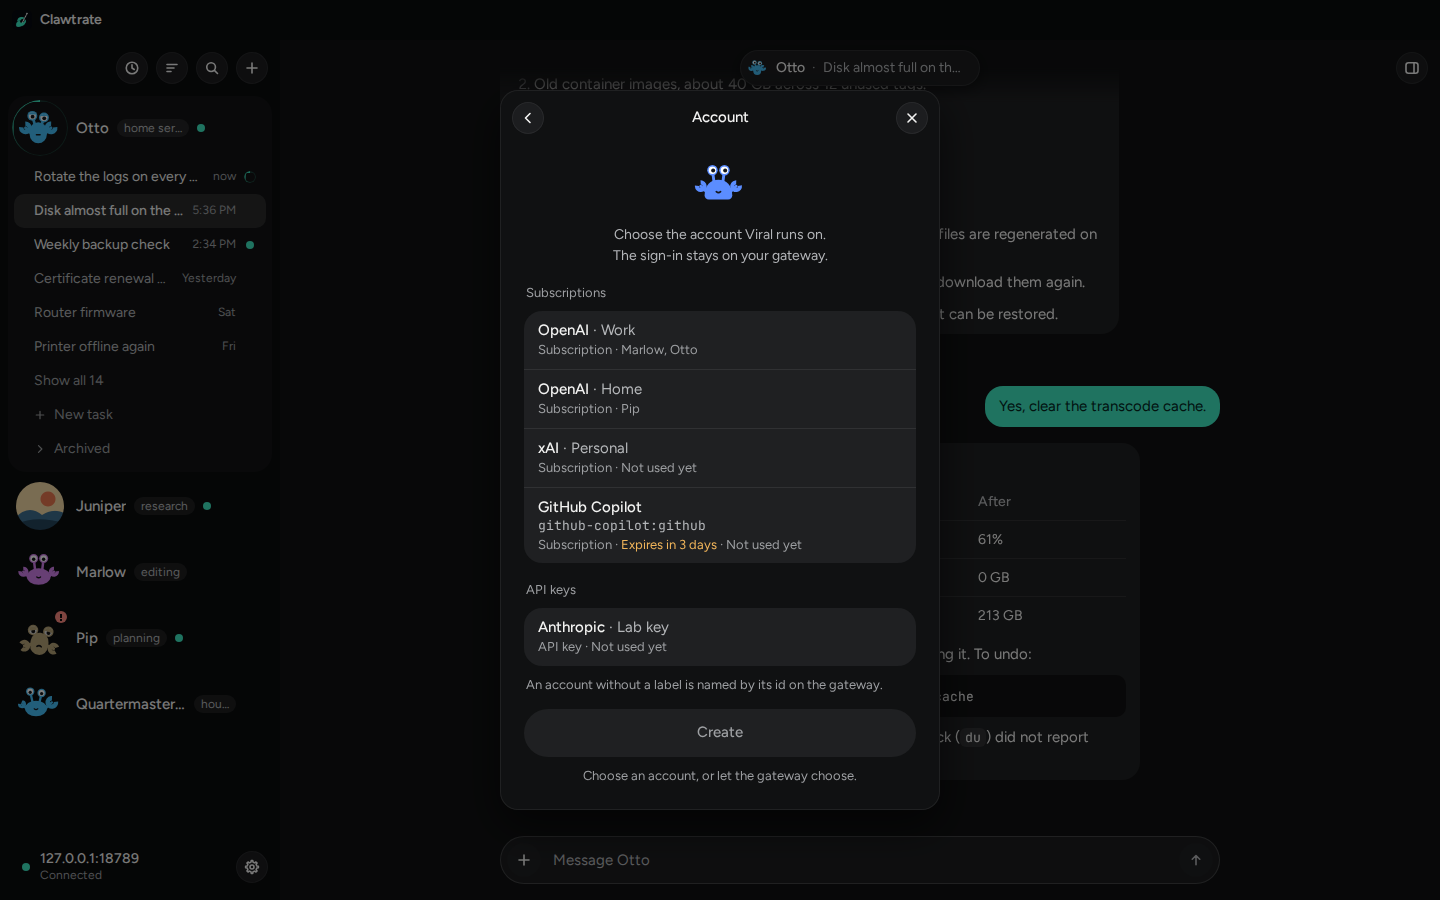 Clawtrate
Otto
home ser...
Rotate the logs on every ...
now
Disk almost full on the ...
5:36 PM
Weekly backup check
2:34 PM
Certificate renewal ...
Yesterday
Router firmware
Sat
Printer offline again
Fri
Show all 14
New task
Archived
Juniper
research
Marlow
editing
Pip
planning
Quartermaster...
hou...
127.0.0.1:18789
Connected
Otto · Disk almost full on th...
2. Old container images, about 40 GB across 12 unused tags.
files are regenerated on
download them again.
t can be restored.
Yes, clear the transcode cache.
After
61%
0 GB
213 GB
ng it. To undo:
cache
ck ( du ) did not report
Message Otto
Account
Choose the account Viral runs on.
The sign-in stays on your gateway.
Subscriptions
OpenAI · Work
Subscription · Marlow, Otto
OpenAI · Home
Subscription · Pip
xAI · Personal
Subscription · Not used yet
GitHub Copilot
github-copilot:github
Subscription · Expires in 3 days · Not used yet
API keys
Anthropic · Lab key
API key · Not used yet
An account without a label is named by its id on the gateway.
Create
Choose an account, or let the gateway choose.